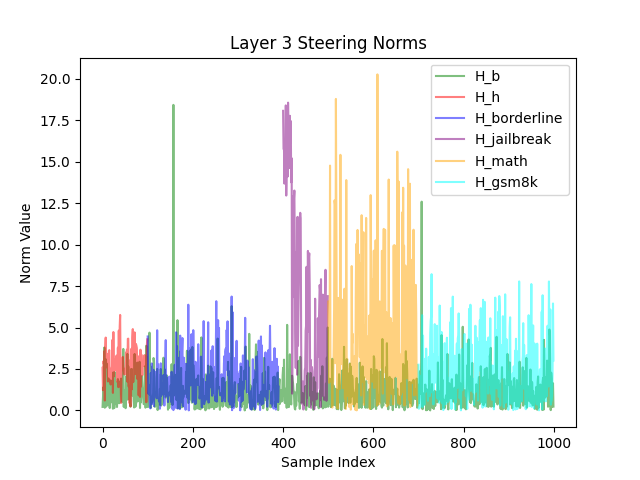 Layer 3 Steering Norms
Norm Value
20.0
17.5
15.0
12.5
10.0
7.5
5.0
2.5
0.0
H_b
H_h
H_borderline
H_jailbreak
H_math
H_gsm8k
0
200
400
600
800
1000
Sample Index